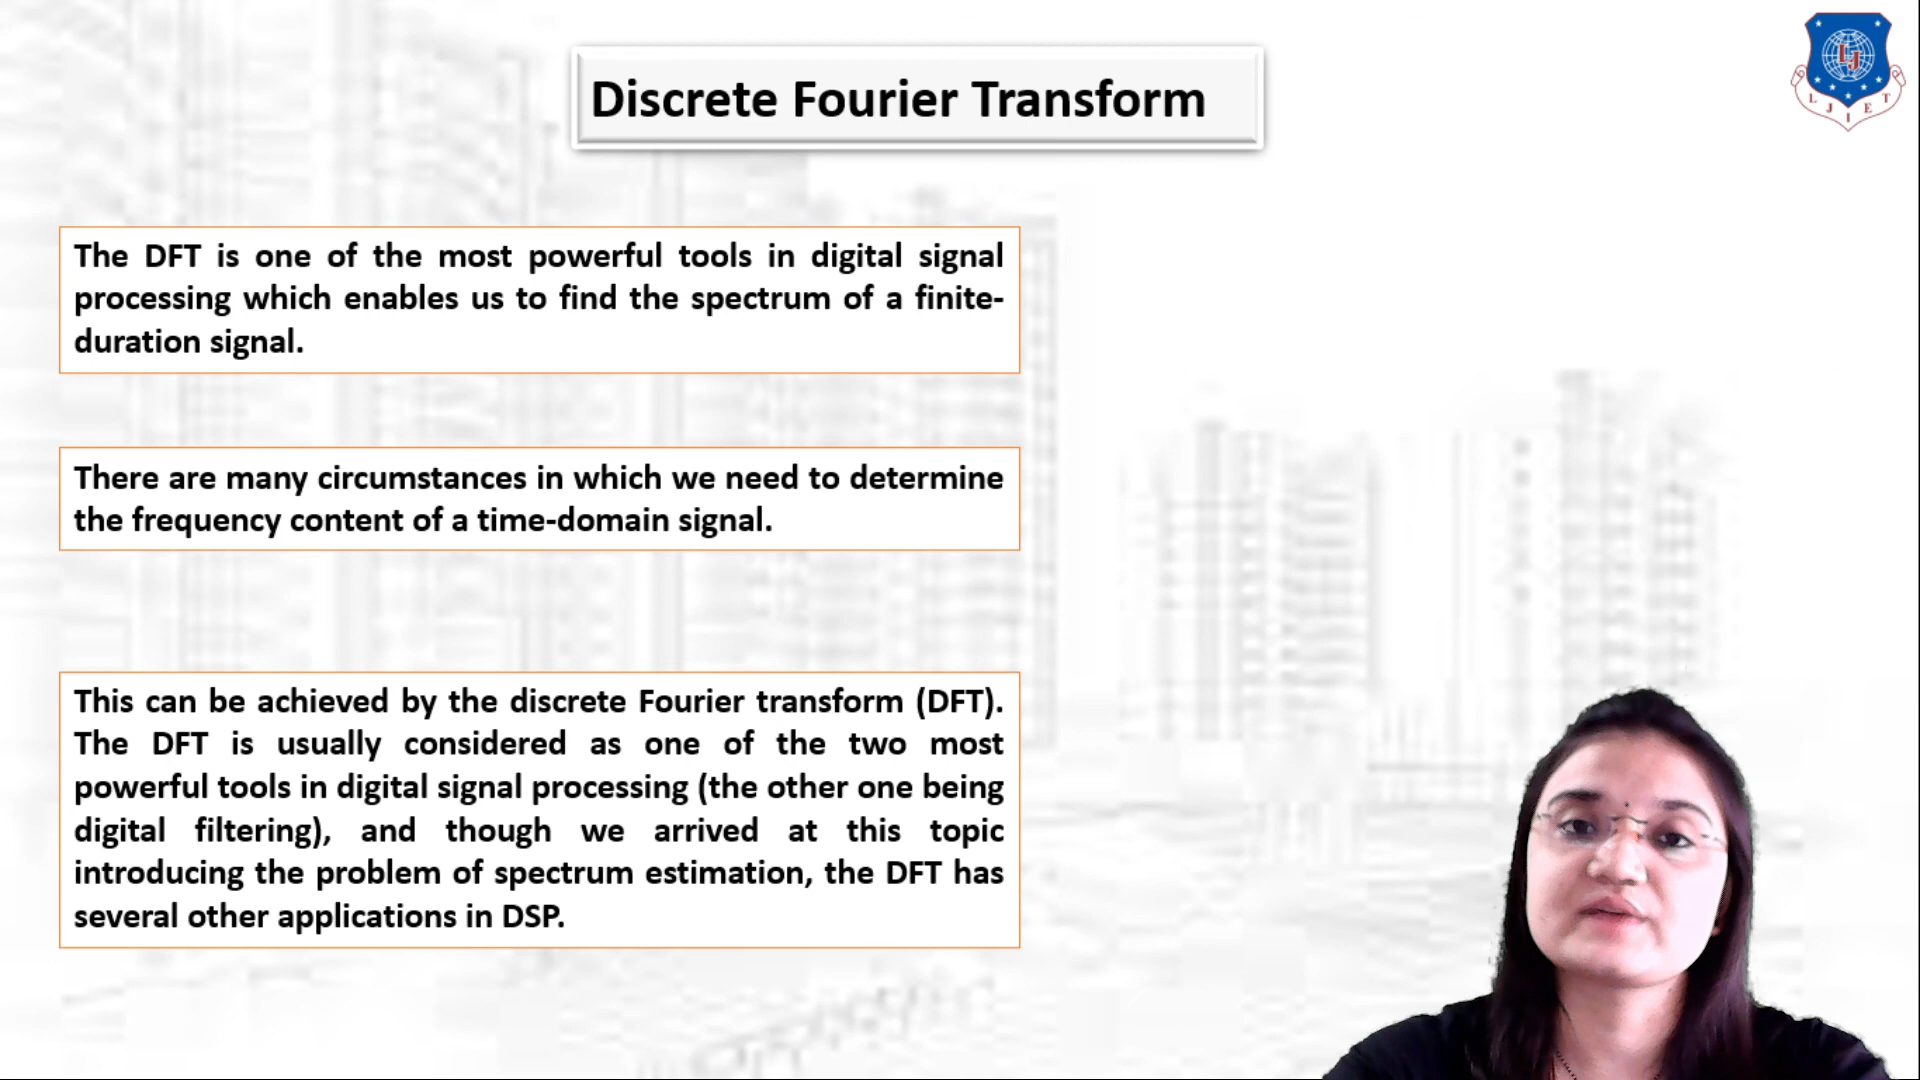 Discrete Fourier Transform
L J I E T
The DFT is one of the most powerful tools in digital signal
processing which enables us to find the spectrum of a finite-
duration signal.
There are many circumstances in which we need to determine
the frequency content of a time-domain signal.
This can be achieved by the discrete Fourier transform (DFT).
The DFT is usually considered as one of the two most
powerful tools in digital signal processing (the other one being
digital filtering), and though we arrived at this topic
introducing the problem of spectrum estimation, the DFT has
several other applications in DSP.